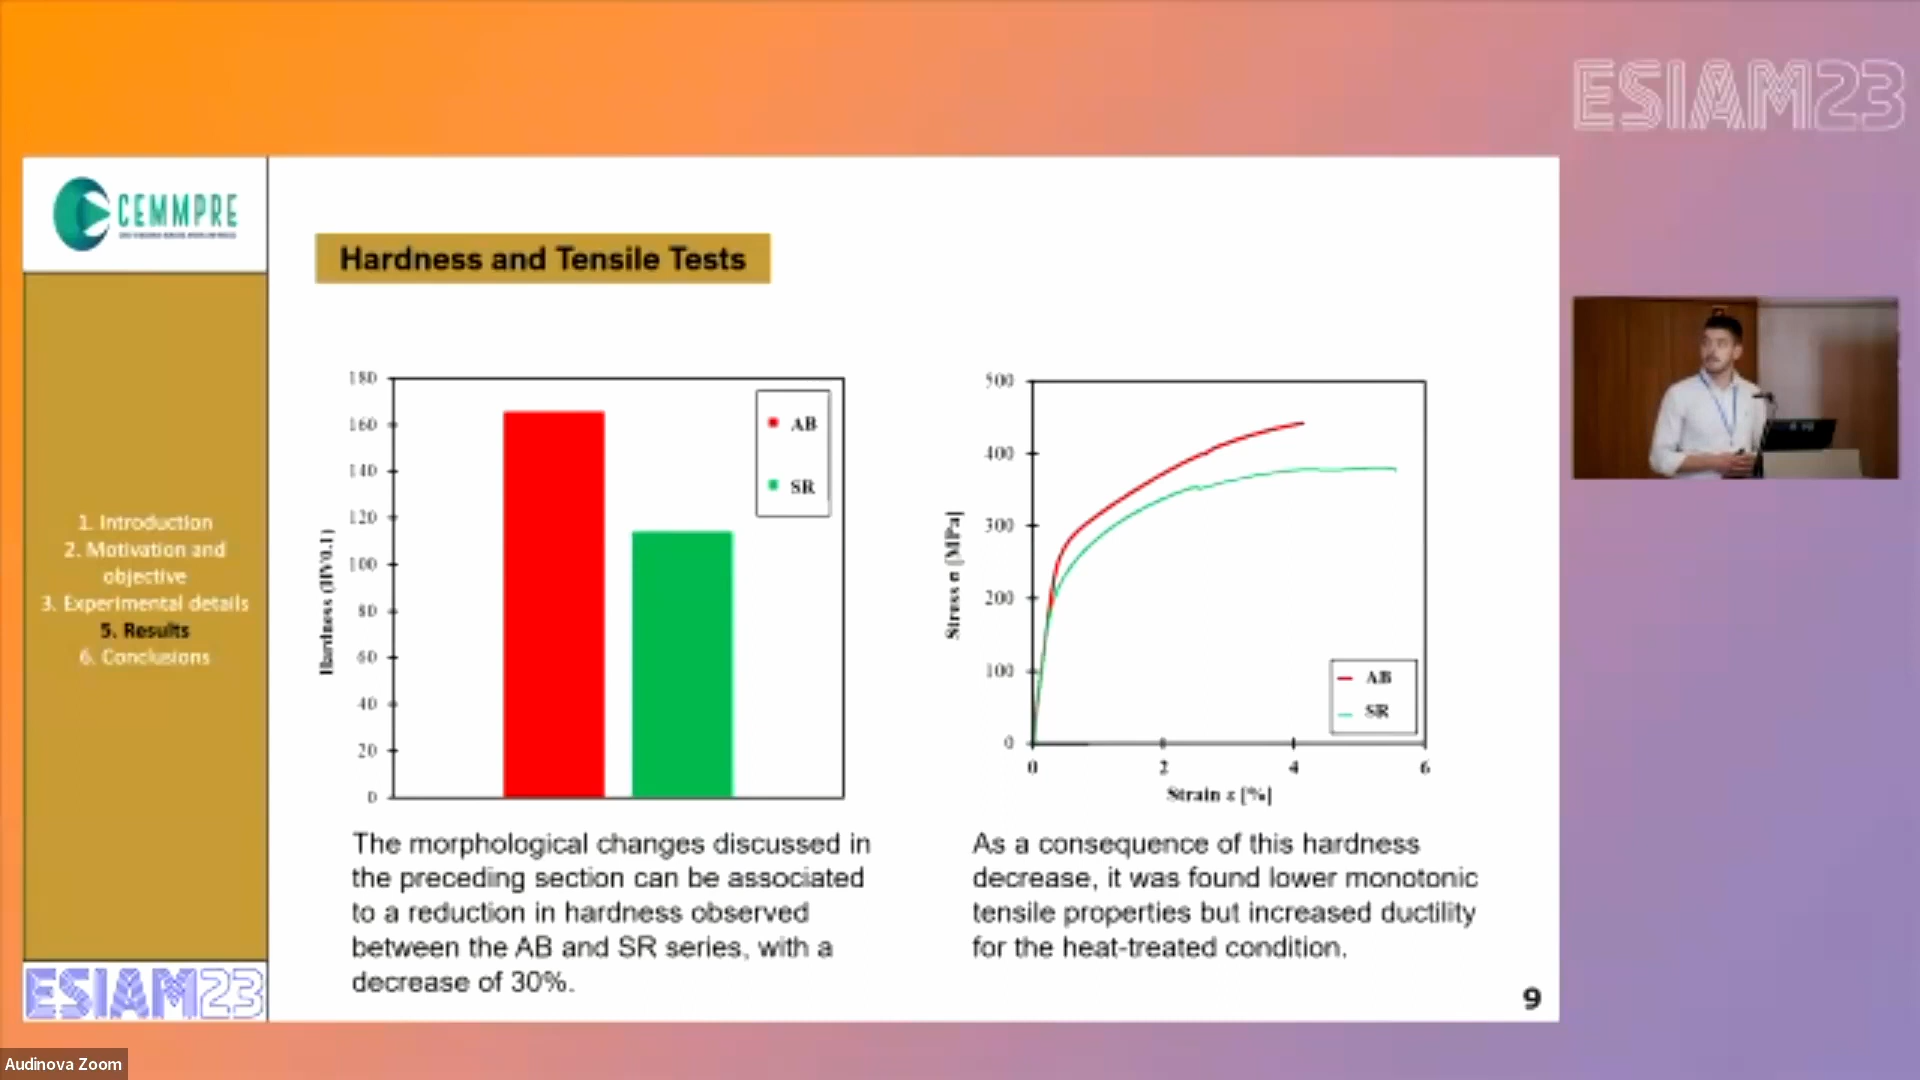 ESIAM23
CEMMPRE
Hardness and Tensile Tests
1. Introduction
2. Motivation and
objective
3. Experimental details
5. Results
6. Conclusions
180
160
140
120
100
80
60
40
20
0
Hardness (HV0.1)
AB
SR
500
400
300
200
100
0
0 2 4 6
Stress σ [MPa]
Strain ε [%]
AB
SR
The morphological changes discussed in
the preceding section can be associated
to a reduction in hardness observed
between the AB and SR series, with a
decrease of 30%.
As a consequence of this hardness
decrease, it was found lower monotonic
tensile properties but increased ductility
for the heat-treated condition.
ESIAM23
9
Audinova Zoom